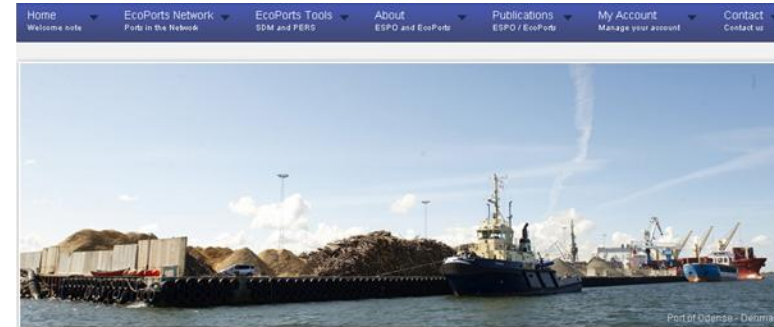 Home
Welcome note
EcoPorts Network
Ports in the Network
EcoPorts Tools
SDM and PERS
About
ESPO and EcoPorts
Publications
ESPO / EcoPorts
My Account
Manage your account
Contact
Contact us
Port of Odense - Denma